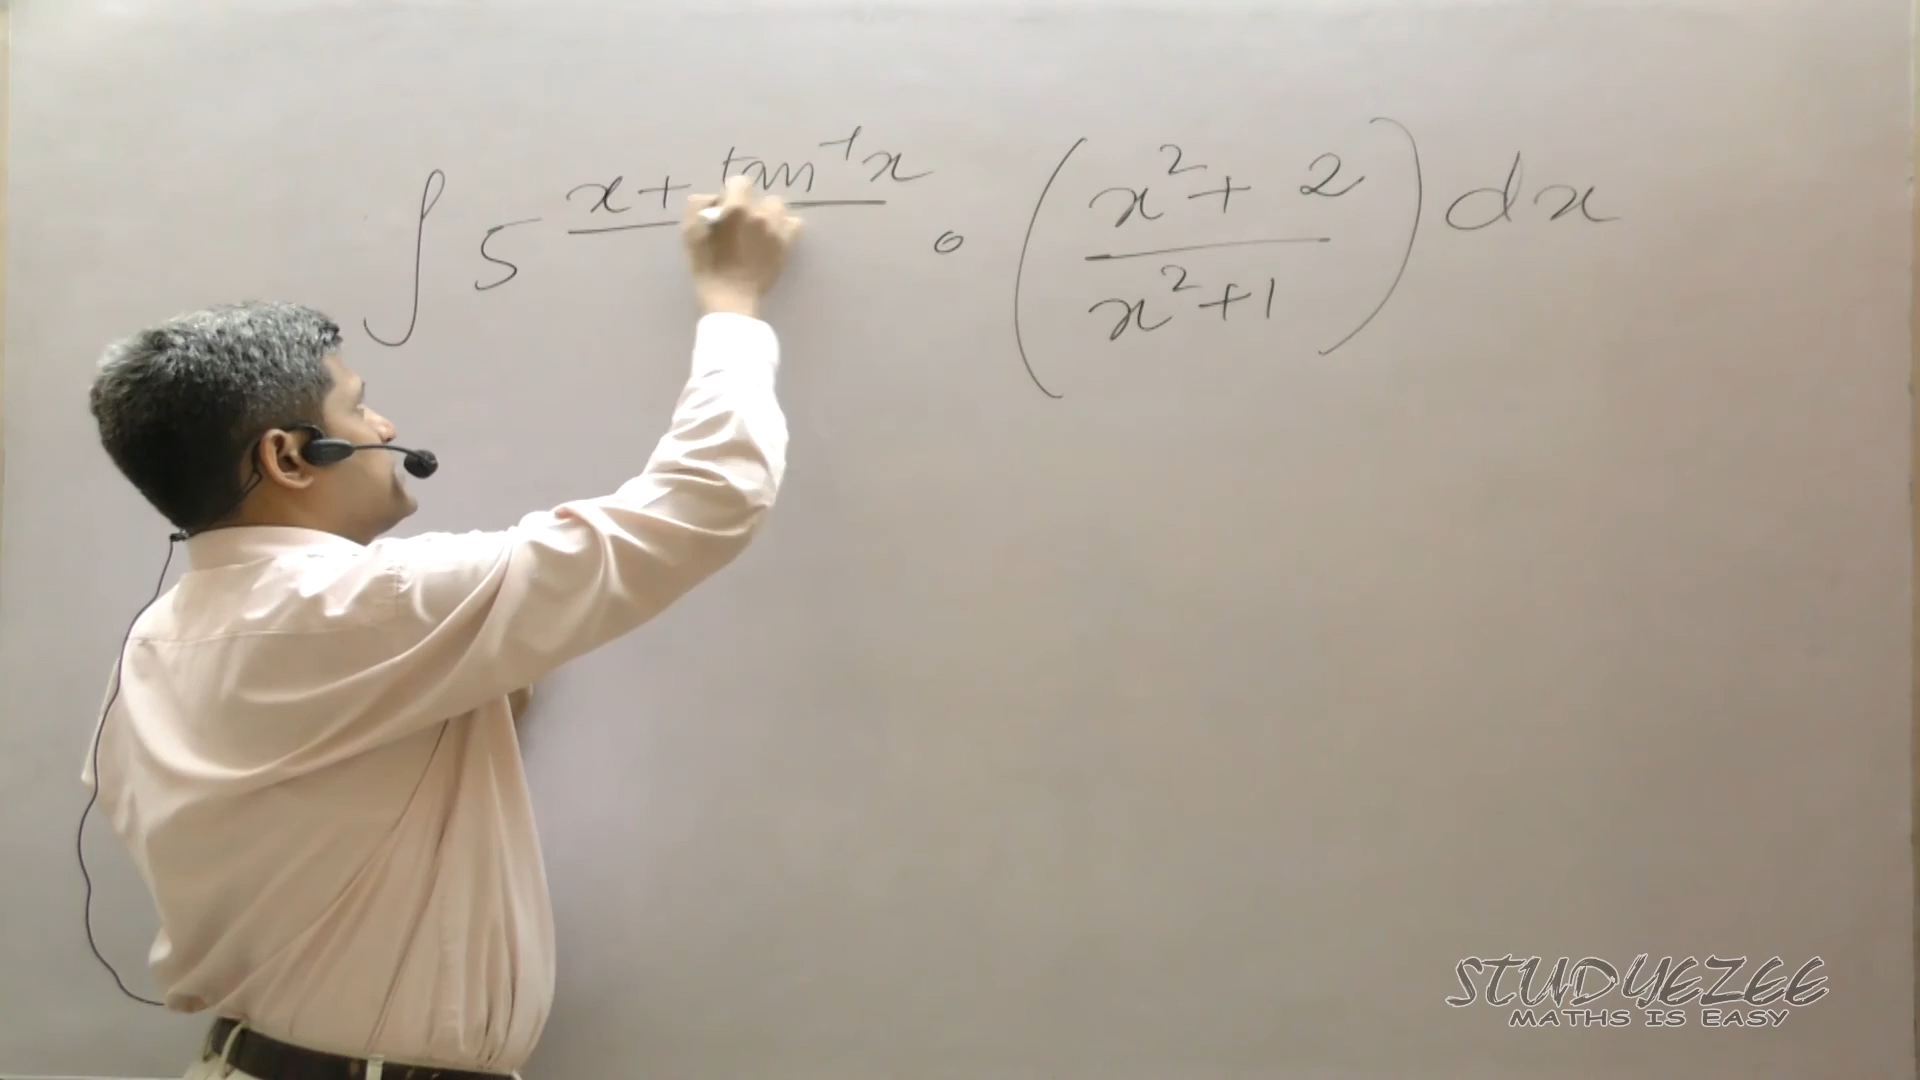 ∫ 5^(x + tan⁻¹x) · ((x² + 2)/(x² + 1)) dx
STUDYEZEE
MATHS IS EASY